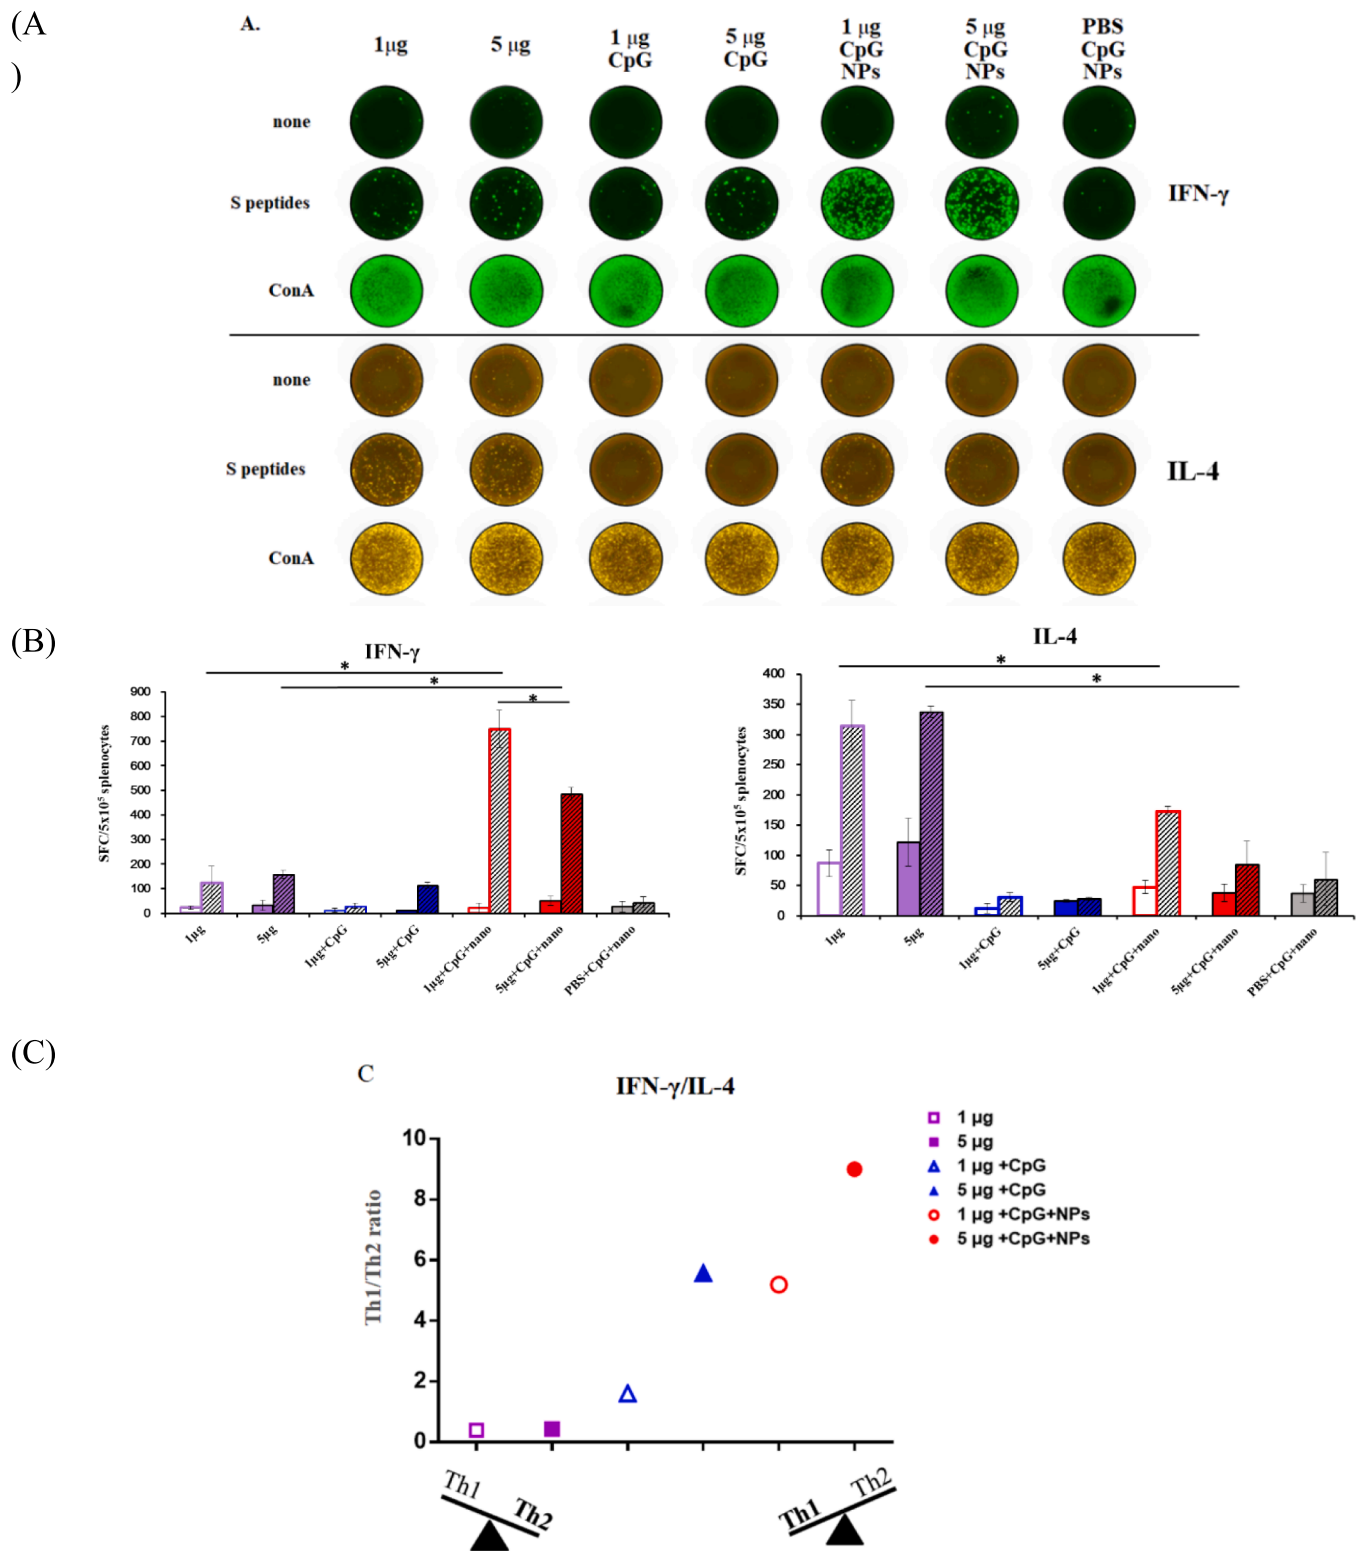 (A
)
A.
1μg
5 μg
1 μg
CpG
5 μg
CpG
1 μg
CpG
NPs
5 μg
CpG
NPs
PBS
CpG
NPs
none
S peptides
IFN-γ
ConA
none
S peptides
IL-4
ConA
(B)
IFN-γ
*
*
*
900
800
700
600
500
400
300
200
100
0
SFC/5x10⁵ splenocytes
1μg
5μg
1μg+CpG
5μg+CpG
1μg+CpG+nano
5μg+CpG+nano
PBS+CpG+nano
IL-4
*
*
400
350
300
250
200
150
100
50
0
SFC/5x10⁵ splenocytes
1μg
5μg
1μg+CpG
5μg+CpG
1μg+CpG+nano
5μg+CpG+nano
PBS+CpG+nano
(C)
C
IFN-γ/IL-4
10
8
6
4
2
0
Th1/Th2 ratio
1 μg
5 μg
1 μg +CpG
5 μg +CpG
1 μg +CpG+NPs
5 μg +CpG+NPs
Th1
Th2
Th1
Th2